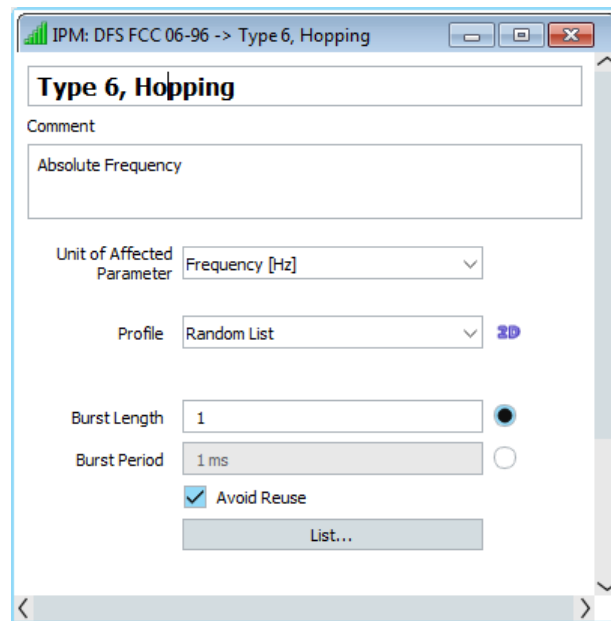 IPM: DFS FCC 06-96 -> Type 6, Hopping
Type 6, Hopping
Comment
Absolute Frequency
Unit of Affected
Parameter
Frequency [Hz]
Profile
Random List
2D
Burst Length
1
Burst Period
1 ms
Avoid Reuse
List...